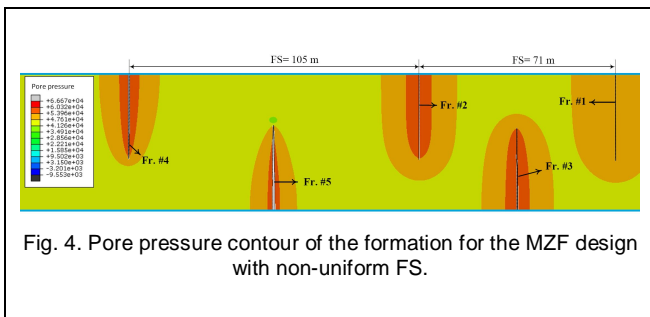 FS= 105 m
FS= 71 m
Pore pressure
+6.667e+04
+6.032e+04
+5.396e+04
+4.761e+04
+4.126e+04
+3.491e+04
+2.856e+04
+2.221e+04
+1.585e+04
+9.502e+03
+3.150e+03
-3.201e+03
-9.553e+03
Fr. #2
Fr. #1
Fr. #4
Fr. #5
Fr. #3
Fig. 4. Pore pressure contour of the formation for the MZF design
with non-uniform FS.